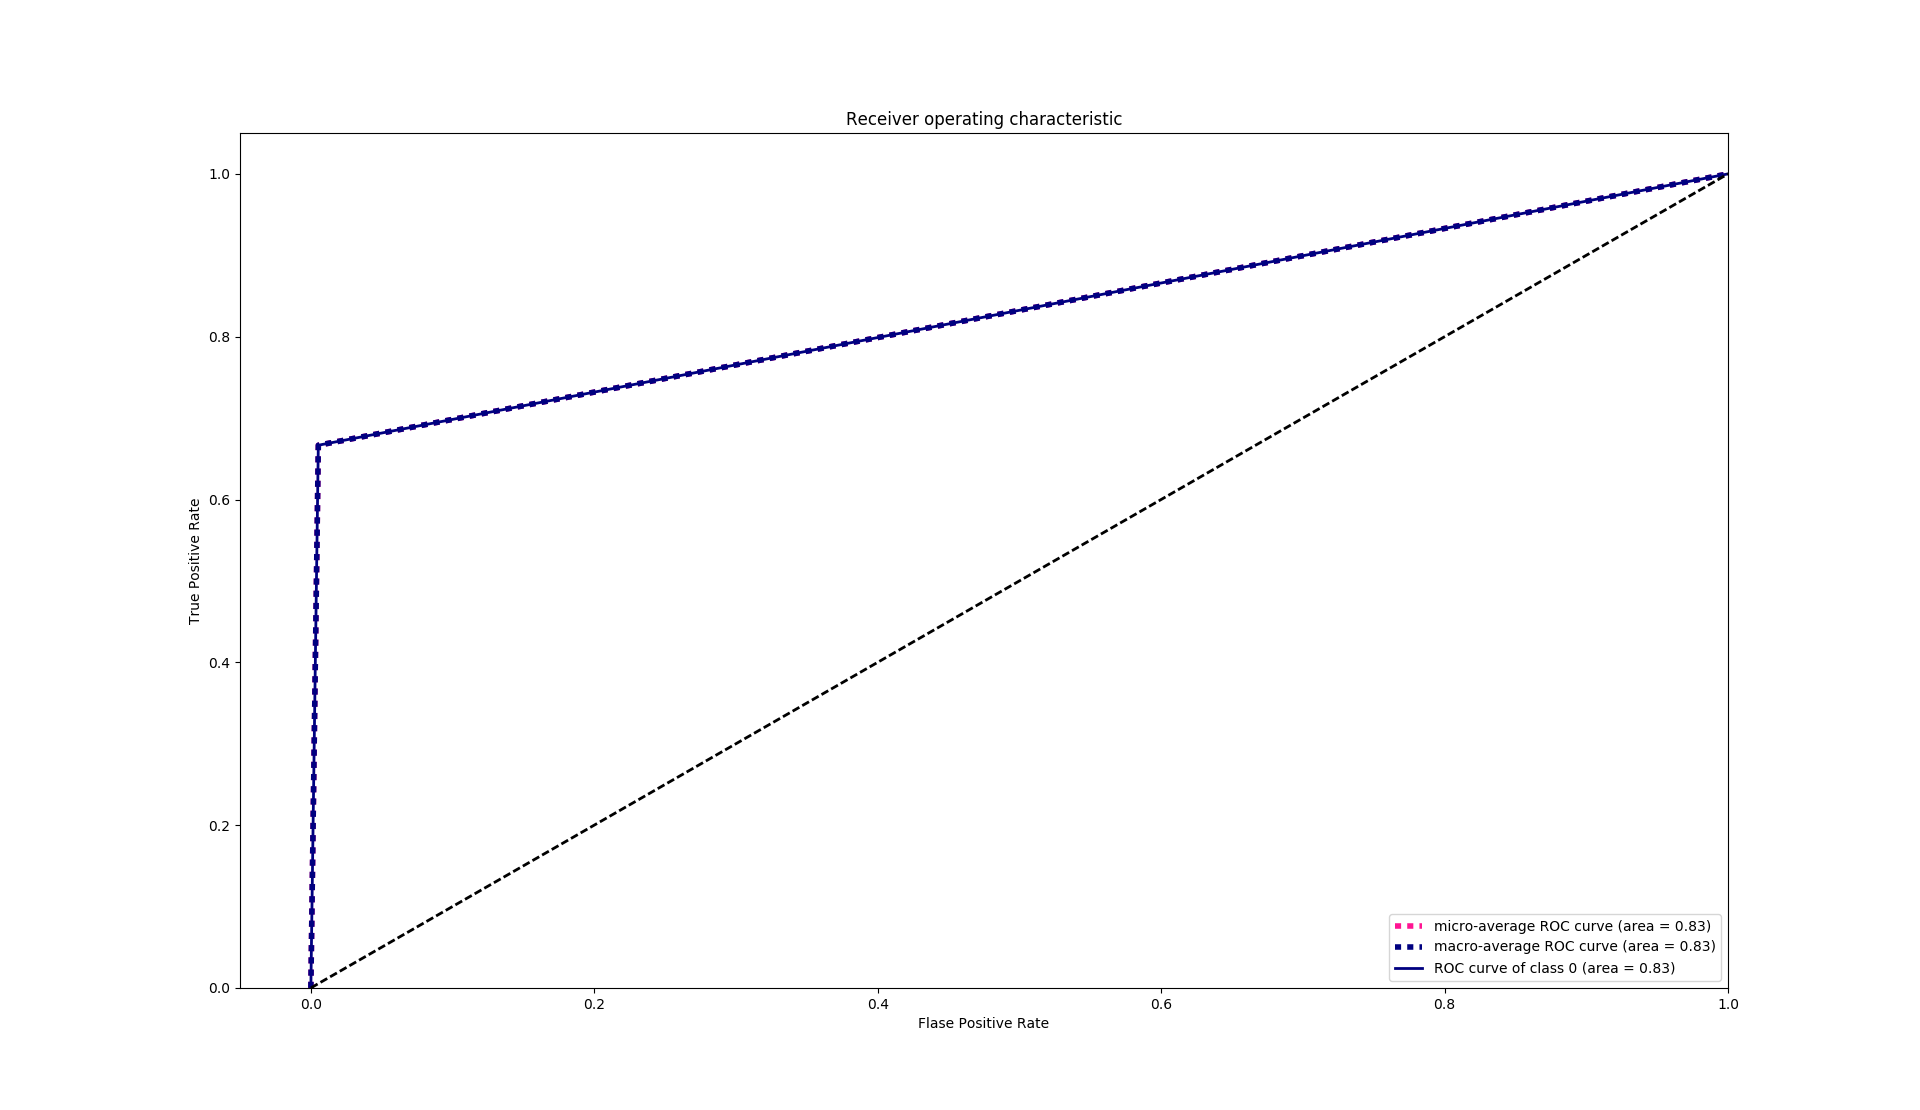 Receiver operating characteristic
1.0
0.8
0.6
0.4
0.2
0.0
True Positive Rate
0.0 0.2 0.4 0.6 0.8 1.0
Flase Positive Rate
micro-average ROC curve (area = 0.83)
macro-average ROC curve (area = 0.83)
ROC curve of class 0 (area = 0.83)